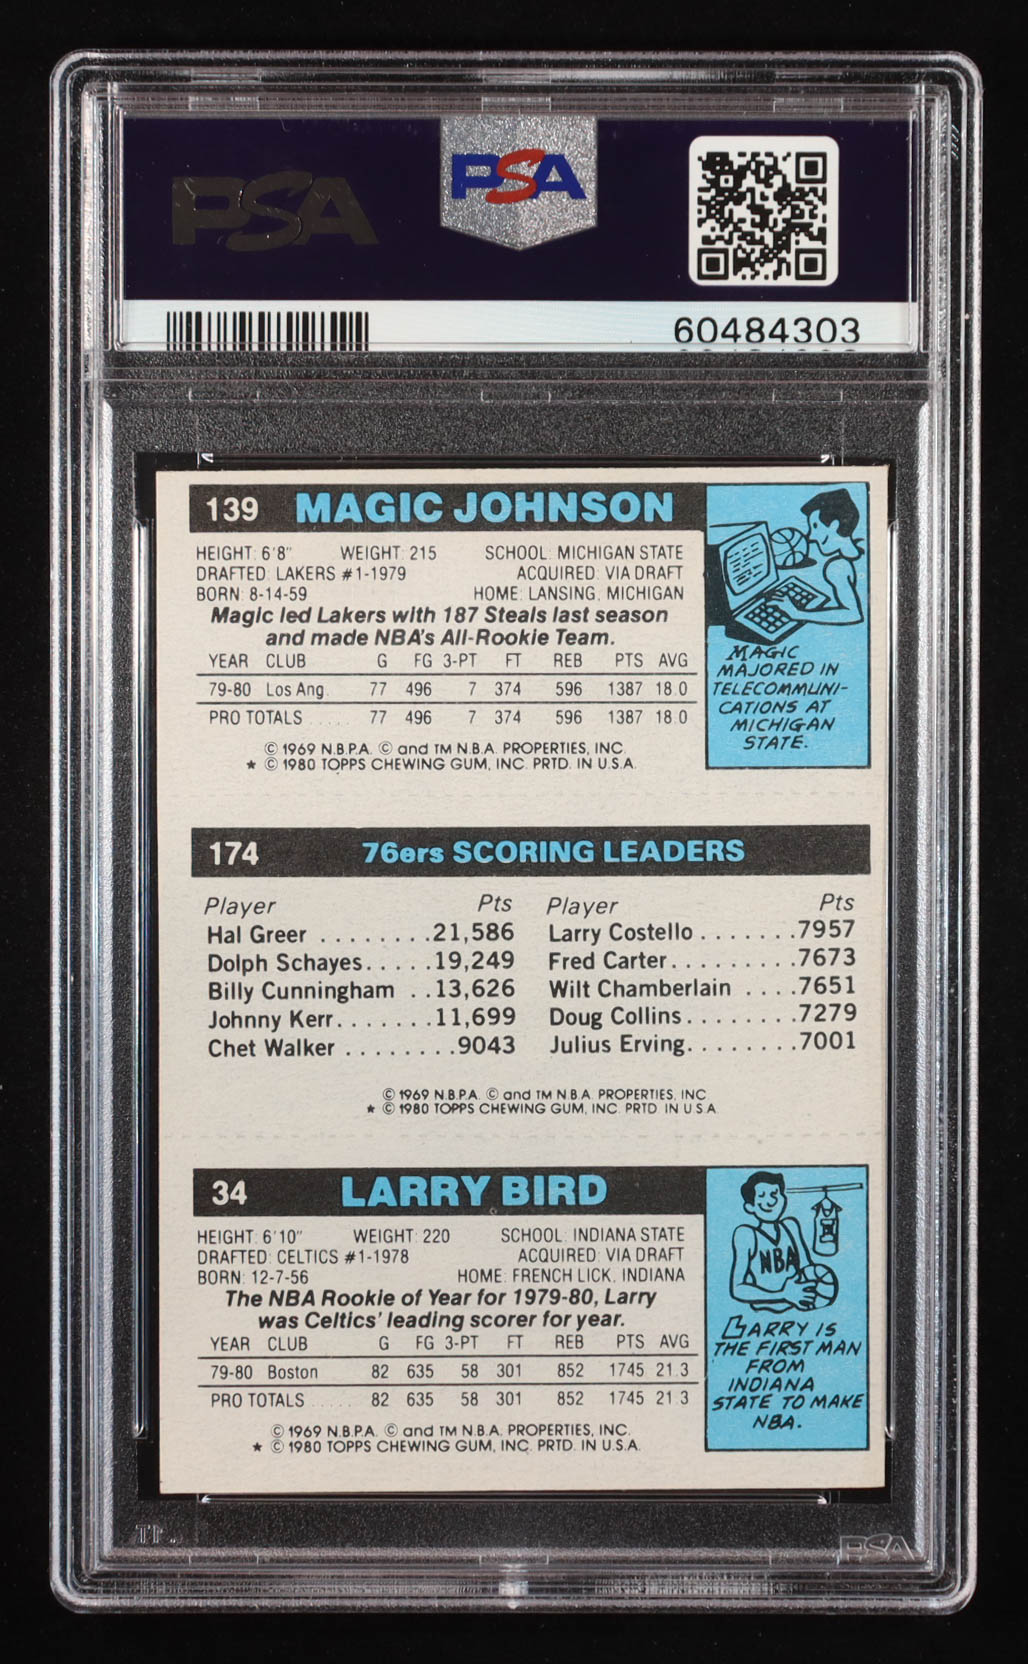 PSA
PSA
60484303
139 MAGIC JOHNSON
HEIGHT: 6'8" WEIGHT: 215 SCHOOL: MICHIGAN STATE
DRAFTED: LAKERS #1-1979 ACQUIRED: VIA DRAFT
BORN: 8-14-59 HOME: LANSING, MICHIGAN
Magic led Lakers with 187 Steals last season
and made NBA's All-Rookie Team.
YEAR CLUB G FG 3-PT FT REB PTS AVG
79-80 Los Ang. 77 496 7 374 596 1387 18.0
PRO TOTALS ..... 77 496 7 374 596 1387 18.0
© 1969 N.B.P.A. © and TM N.B.A. PROPERTIES, INC.
★ © 1980 TOPPS CHEWING GUM, INC. PRTD. IN U.S.A.
MAGIC
MAJORED IN
TELECOMMUNI-
CATIONS AT
MICHIGAN
STATE.
174 76ers SCORING LEADERS
Player Pts Player Pts
Hal Greer ........21,586 Larry Costello.......7957
Dolph Schayes.....19,249 Fred Carter.........7673
Billy Cunningham ..13,626 Wilt Chamberlain ....7651
Johnny Kerr.......11,699 Doug Collins........7279
Chet Walker ........9043 Julius Erving........7001
© 1969 N.B.P.A. © and TM N.B.A. PROPERTIES, INC.
★ © 1980 TOPPS CHEWING GUM, INC. PRTD. IN U.S.A.
34 LARRY BIRD
HEIGHT: 6'10" WEIGHT: 220 SCHOOL: INDIANA STATE
DRAFTED: CELTICS #1-1978 ACQUIRED: VIA DRAFT
BORN: 12-7-56 HOME: FRENCH LICK, INDIANA
The NBA Rookie of Year for 1979-80, Larry
was Celtics' leading scorer for year.
YEAR CLUB G FG 3-PT FT REB PTS AVG
79-80 Boston 82 635 58 301 852 1745 21.3
PRO TOTALS ..... 82 635 58 301 852 1745 21.3
© 1969 N.B.P.A. © and TM N.B.A. PROPERTIES, INC.
★ © 1980 TOPPS CHEWING GUM, INC. PRTD. IN U.S.A.
NBA
LARRY IS
THE FIRST MAN
FROM
INDIANA
STATE TO MAKE
NBA.
PSA